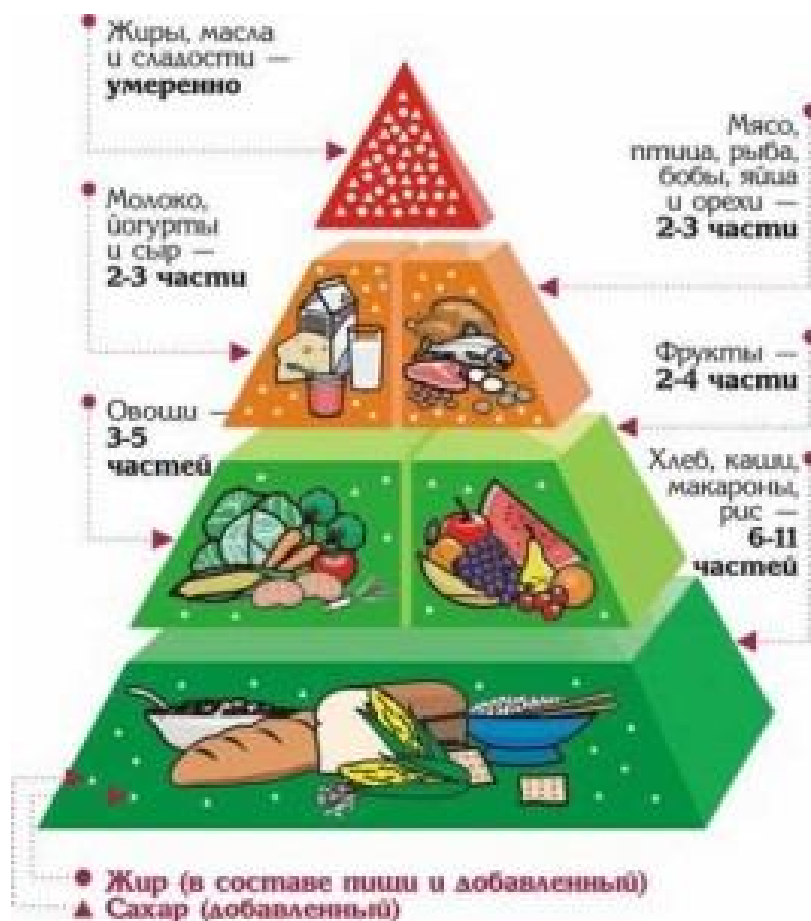 Жиры, масла
и сладости —
умеренно
Мясо,
птица, рыба,
бобы, яйца
и орехи —
2-3 части
Молоко,
йогурты
и сыр —
2-3 части
Фрукты —
2-4 части
Овощи —
3-5
частей
Хлеб, каши,
макароны,
рис —
6-11
частей
Жир (в составе пищи и добавленный)
Сахар (добавленный)